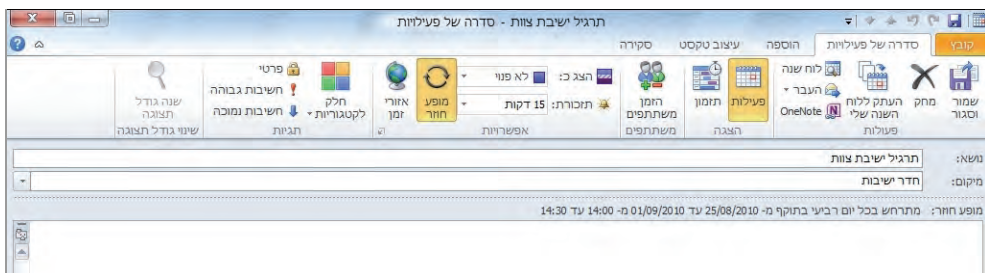 תרגיל ישיבת צוות - סדרה של פעילויות
קובץ סדרה של פעילויות הוספה עיצוב טקסט סקירה
שמור וסגור
מחק
העתק ללוח השנה שלי
לוח שנה
העבר
OneNote
פעולות
פעילות
תזמון
הצגה
הזמן משתתפים
משתתפים
הצג כ: לא פנוי
תזכורת: 15 דקות
מופע חוזר
אזורי זמן
אפשרויות
חלק לקטגוריות
פרטי
חשיבות גבוהה
חשיבות נמוכה
תגיות
שנה גודל תצוגה
שינוי גודל תצוגה
נושא: תרגיל ישיבת צוות
מיקום: חדר ישיבות
מופע חוזר: מתרחש בכל יום רביעי בתוקף מ- 25/08/2010 עד 01/09/2010 מ- 14:00 עד 14:30